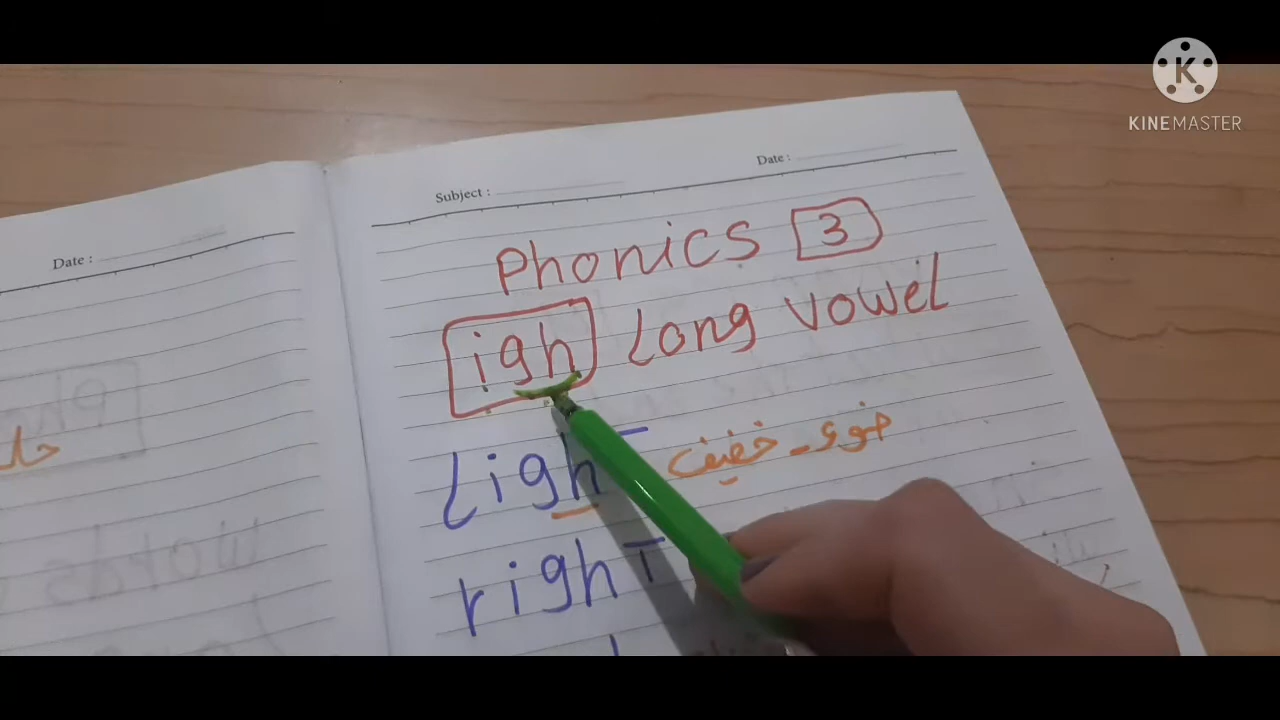 KINEMASTER
Subject :
Date :
Date :
Phonics 3
igh long vowel
light ضوء - خفيف
right